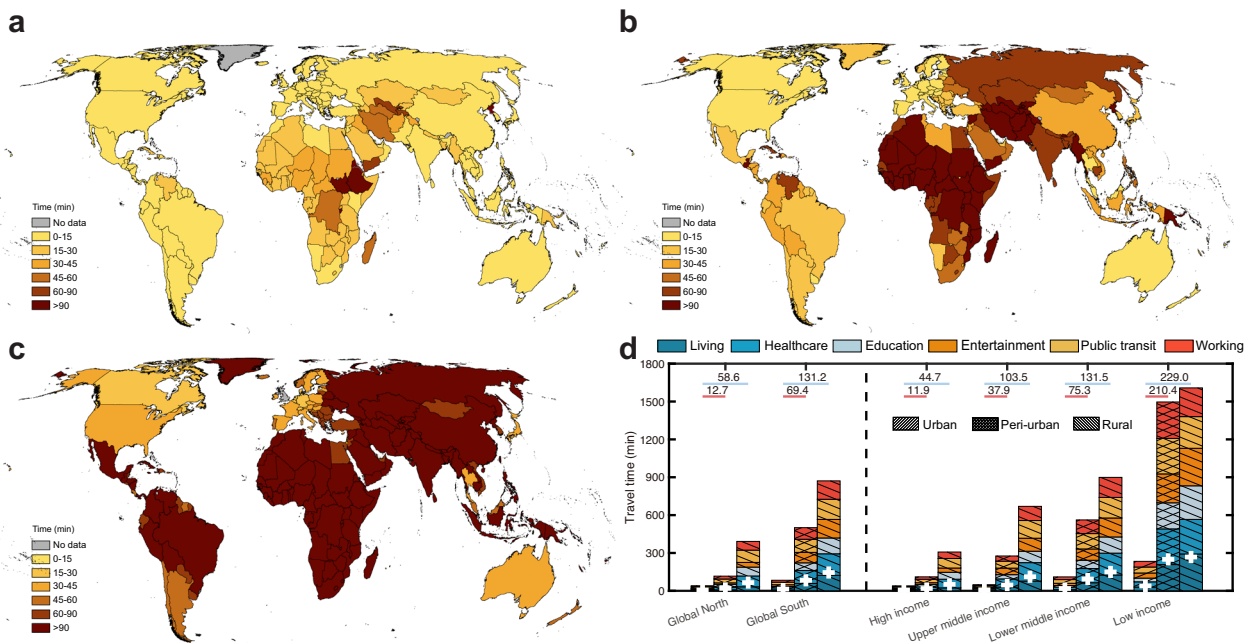 a
Time (min)
No data
0-15
15-30
30-45
45-60
60-90
>90
b
Time (min)
No data
0-15
15-30
30-45
45-60
60-90
>90
c
Time (min)
No data
0-15
15-30
30-45
45-60
60-90
>90
d
Living Healthcare Education Entertainment Public transit Working
58.6 131.2 44.7 103.5 131.5 229.0
12.7 69.4 11.9 37.9 75.3 210.4
Urban Peri-urban Rural
Travel time (min)
1800
1500
1200
900
600
300
0
Global North Global South High income Upper middle income Lower middle income Low income